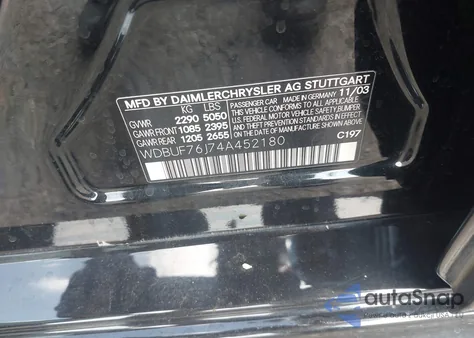 MFD BY DAIMLERCHRYSLER AG STUTTGART
KG LBS PASSENGER CAR MADE IN GERMANY 11/03
GVWR 2290 5050 THIS VEHICLE CONFORMS TO ALL APPLICABLE
GAWR FRONT 1085 2395 FEDERAL MOTOR VEHICLE SAFETY, BUMPER,
GAWR REAR 1205 2655 AND THEFT PREVENTION STANDARDS IN EFFECT ON
THE DATE OF MANUFACTURE SHOWN ABOVE.
WDBUF76J74A452180 C197
autoSnap